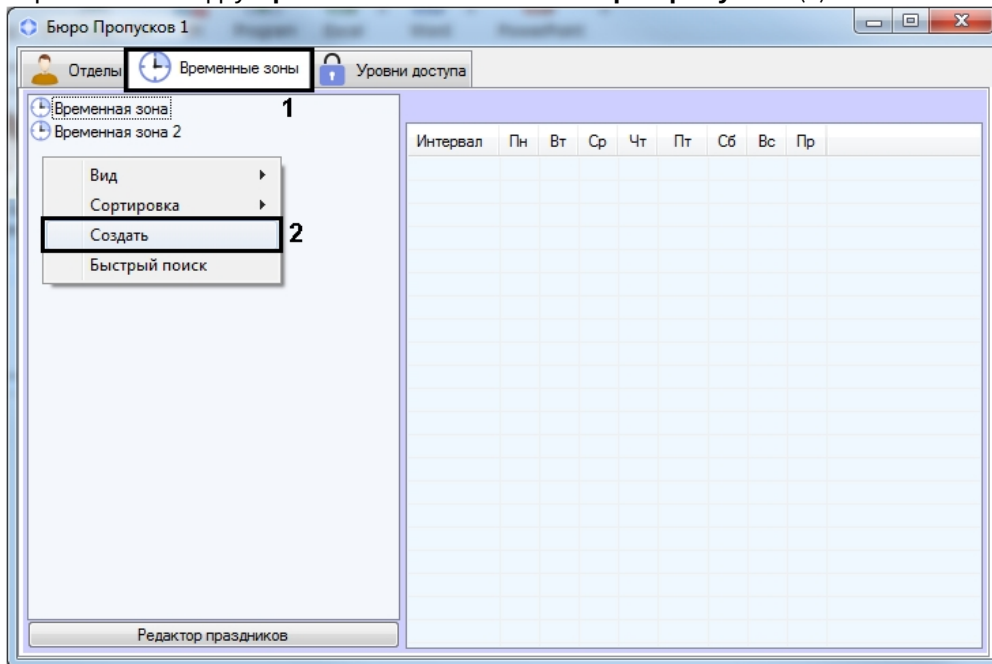 Бюро Пропусков 1
Отделы Временные зоны Уровни доступа
1
Временная зона
Временная зона 2
Интервал Пн Вт Ср Чт Пт Сб Вс Пр
Вид
Сортировка
Создать 2
Быстрый поиск
Редактор праздников